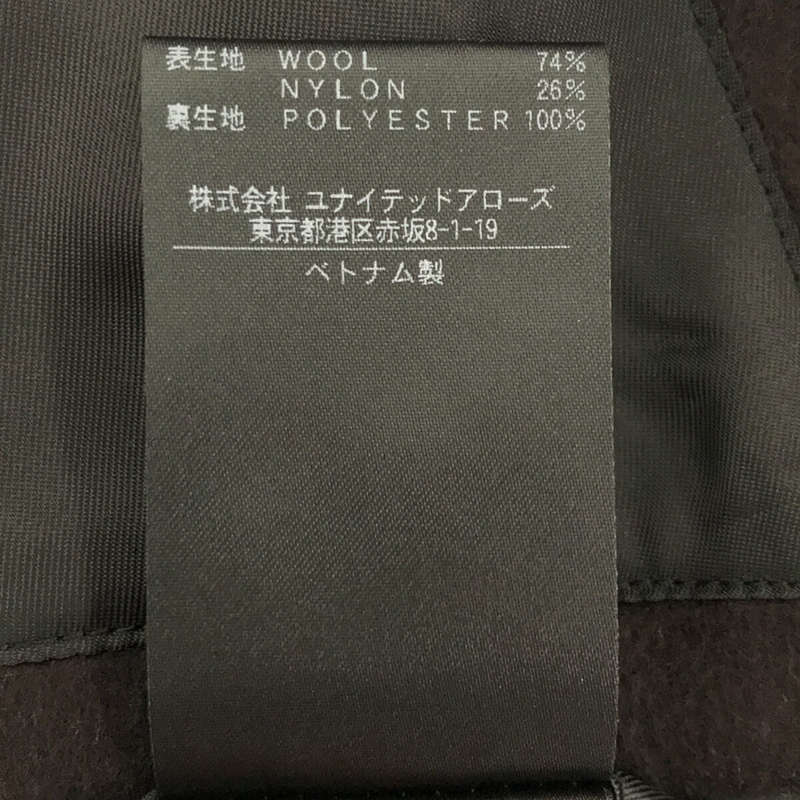 表生地 WOOL 74%
NYLON 26%
裏生地 POLYESTER 100%
株式会社 ユナイテッドアローズ
東京都港区赤坂8-1-19
ベトナム製